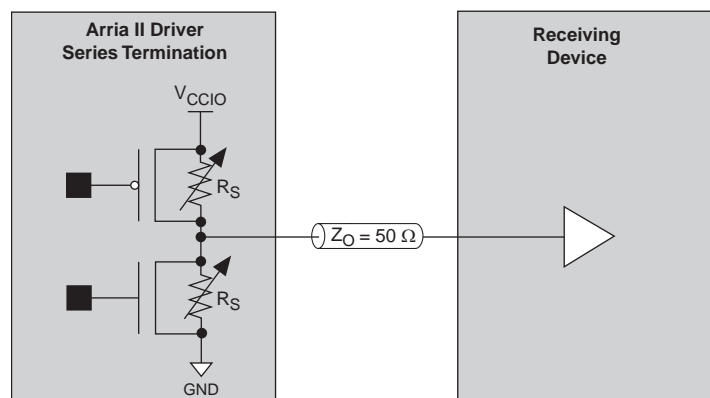 Arria II Driver
Series Termination
Receiving
Device
VCCIO
RS
ZO = 50 Ω
RS
GND